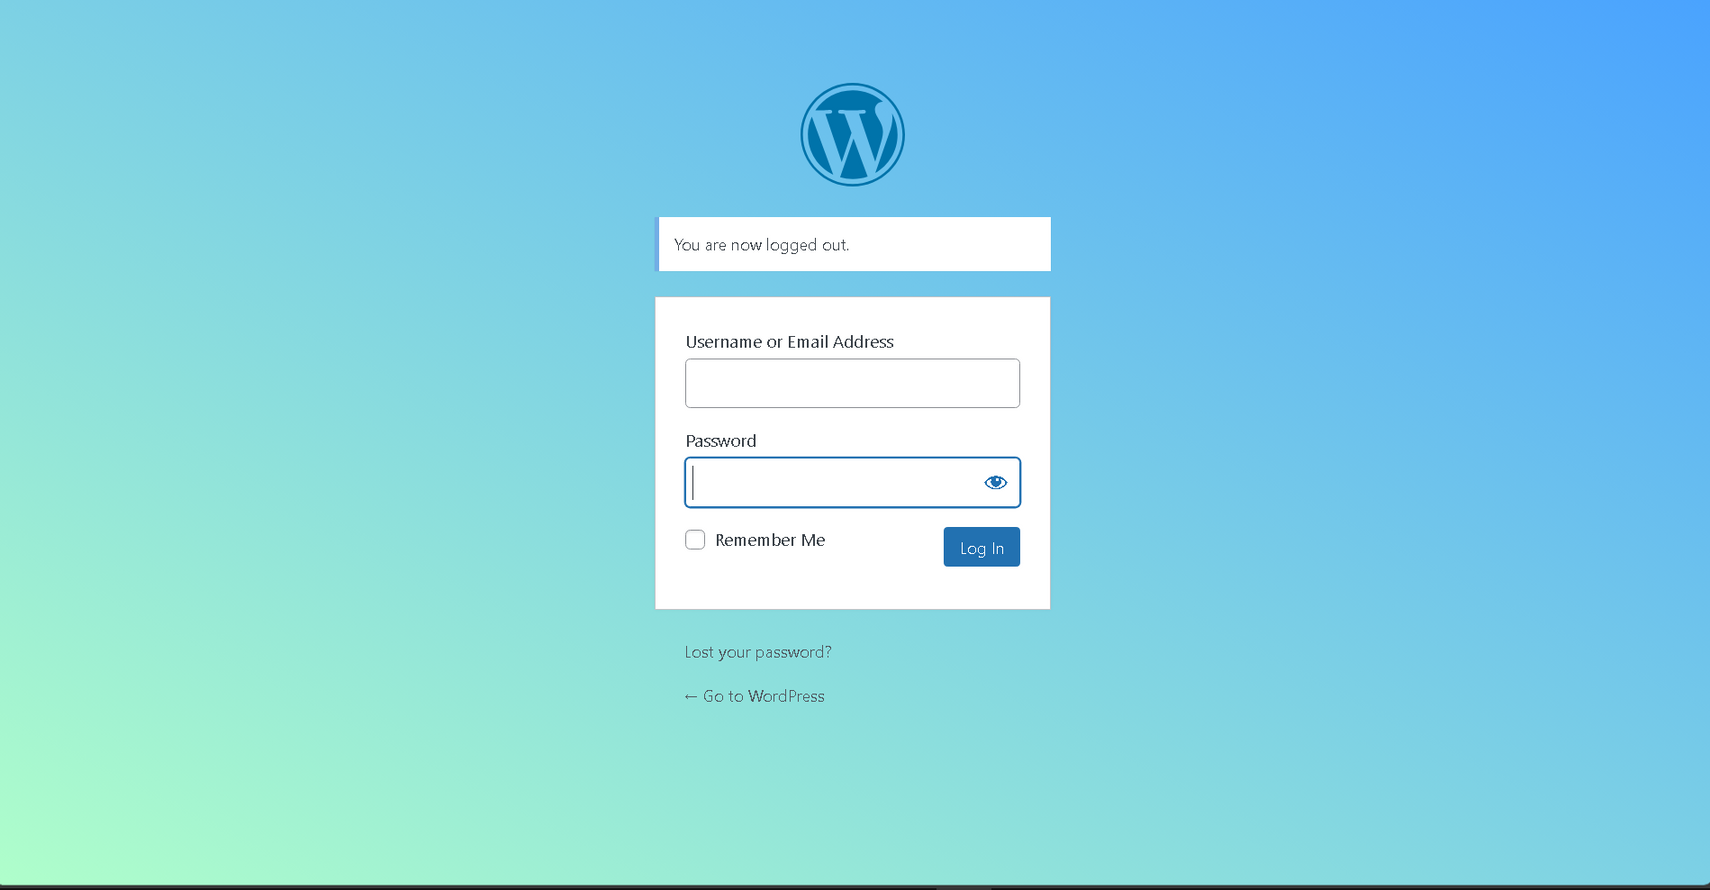 You are now logged out.
Username or Email Address
Password
Remember Me
Log In
Lost your password?
← Go to WordPress